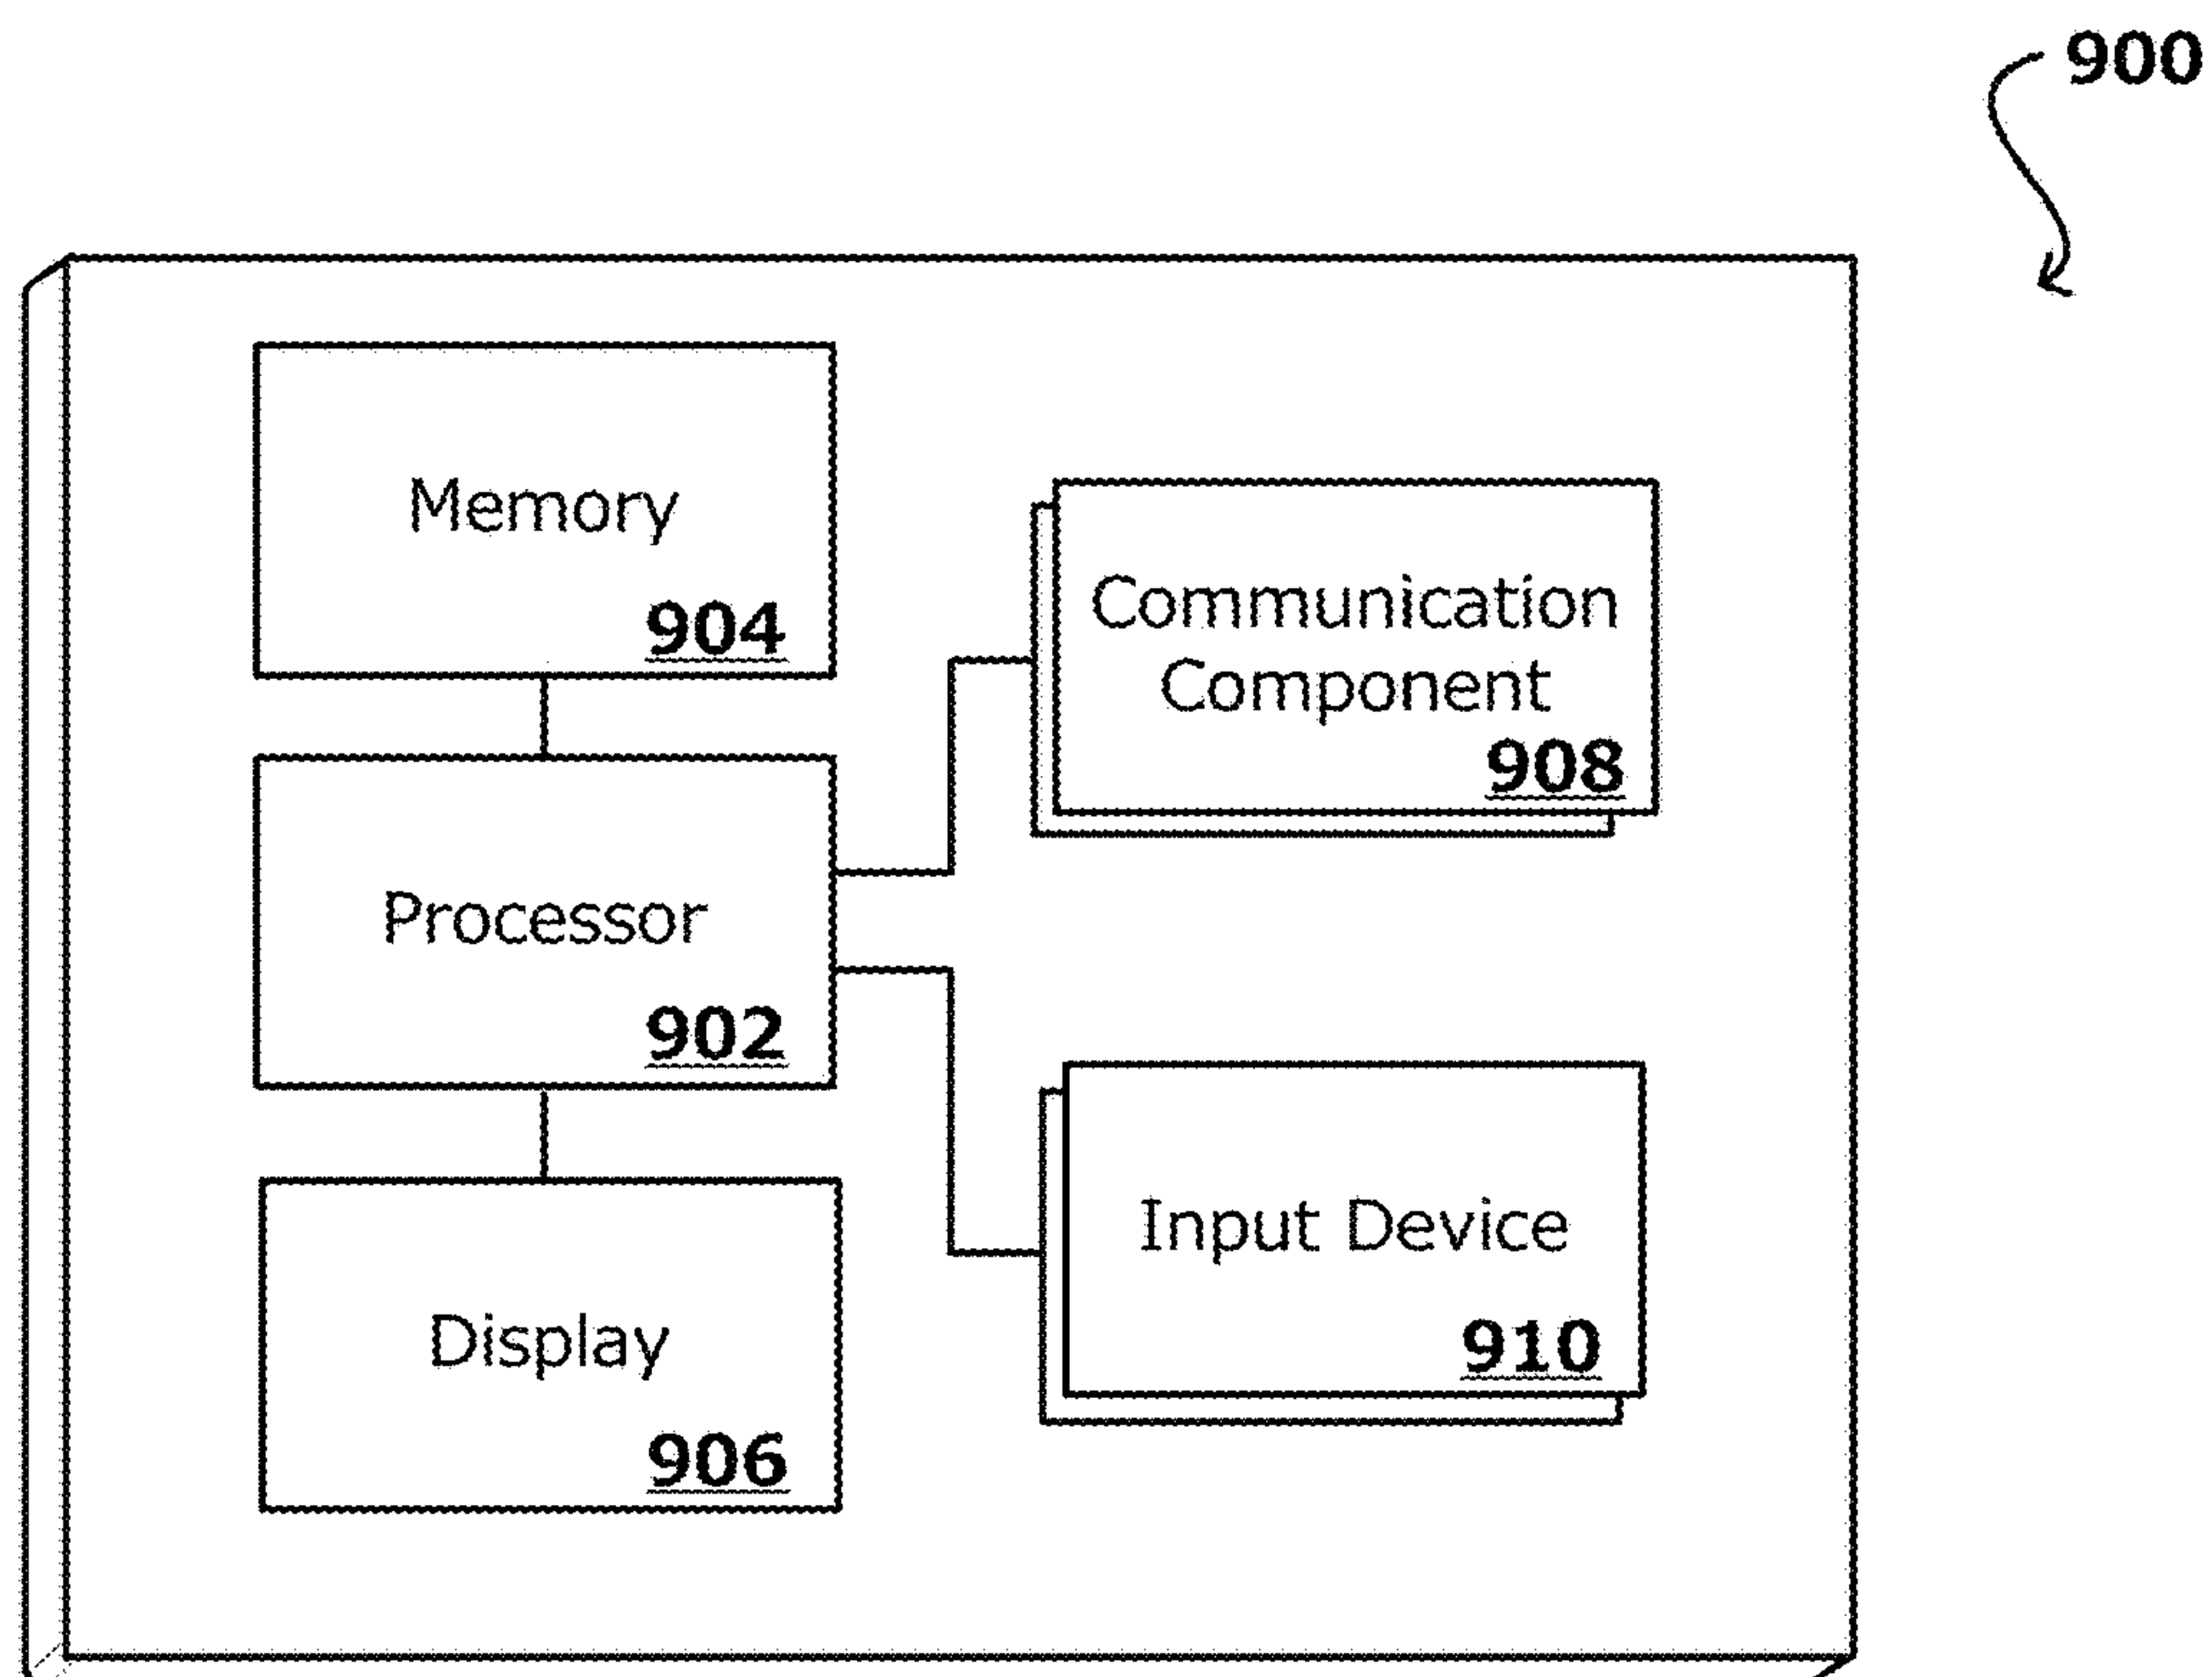 900
Memory
904
Communication
Component
908
Processor
902
Input Device
910
Display
906